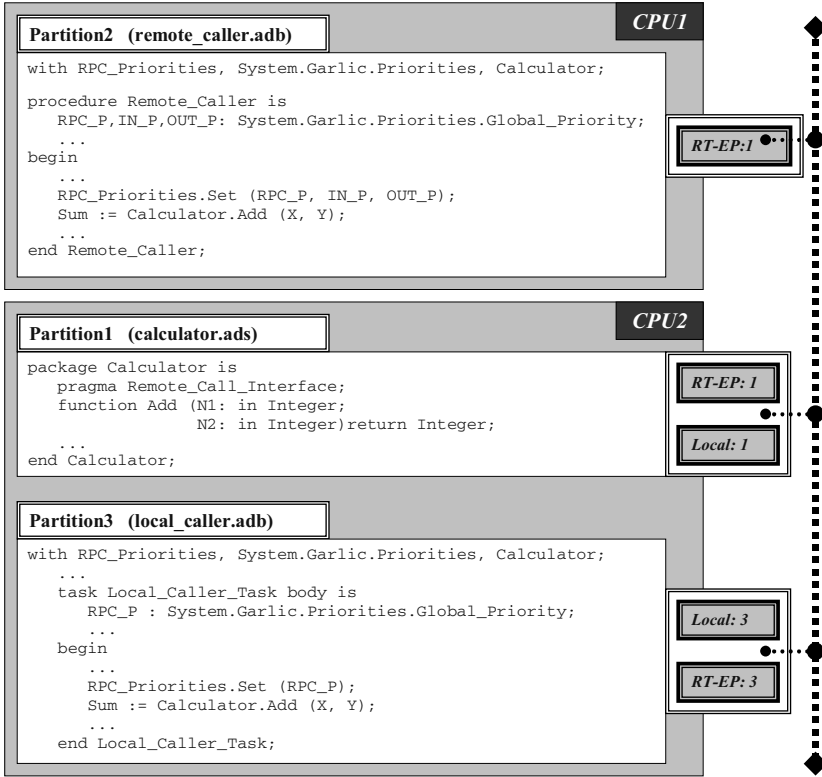 CPU1
Partition2 (remote_caller.adb)
with RPC_Priorities, System.Garlic.Priorities, Calculator;
procedure Remote_Caller is
RPC_P,IN_P,OUT_P: System.Garlic.Priorities.Global_Priority;
...
begin
...
RPC_Priorities.Set (RPC_P, IN_P, OUT_P);
Sum := Calculator.Add (X, Y);
...
end Remote_Caller;
RT-EP:1
CPU2
Partition1 (calculator.ads)
package Calculator is
pragma Remote_Call_Interface;
function Add (N1: in Integer;
N2: in Integer)return Integer;
...
end Calculator;
RT-EP: 1
Local: 1
Partition3 (local_caller.adb)
with RPC_Priorities, System.Garlic.Priorities, Calculator;
...
task Local_Caller_Task body is
RPC_P : System.Garlic.Priorities.Global_Priority;
...
begin
...
RPC_Priorities.Set (RPC_P);
Sum := Calculator.Add (X, Y);
...
end Local_Caller_Task;
Local: 3
RT-EP: 3